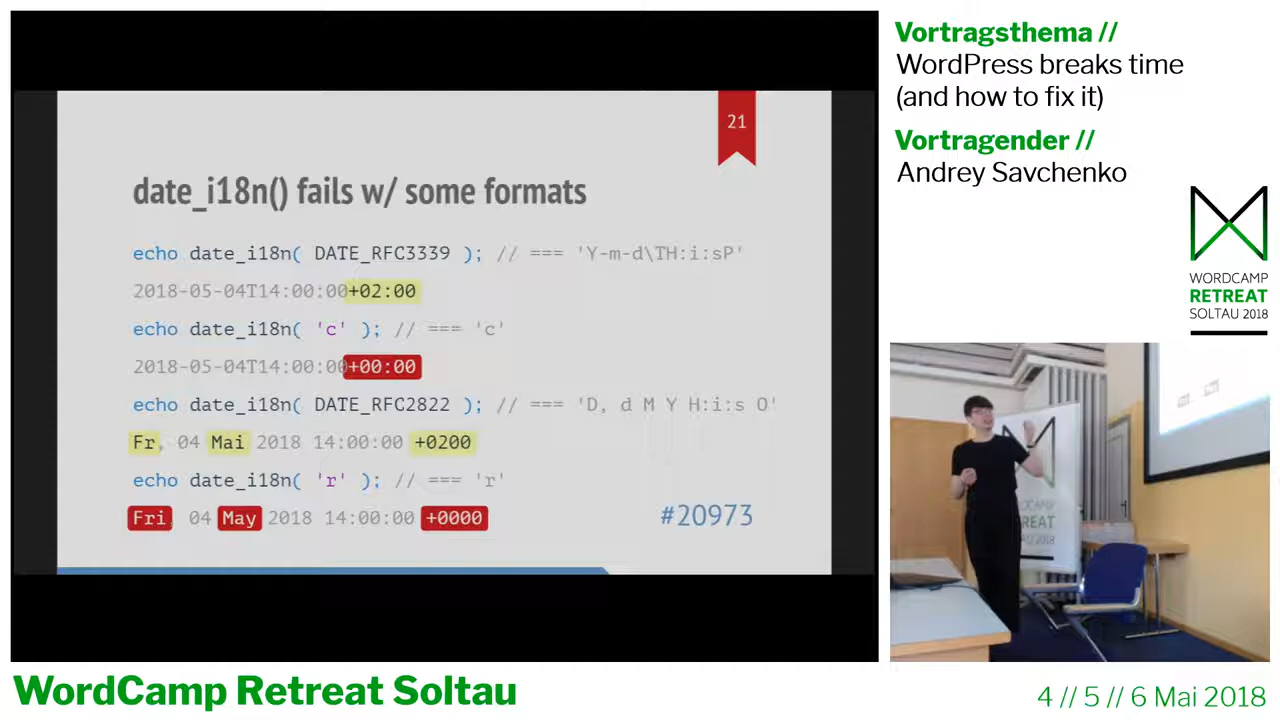 21
date_i18n() fails w/ some formats
echo date_i18n( DATE_RFC3339 ); // === 'Y-m-d\TH:i:sP'
2018-05-04T14:00:00+02:00
echo date_i18n( 'c' ); // === 'c'
2018-05-04T14:00:00+00:00
echo date_i18n( DATE_RFC2822 ); // === 'D, d M Y H:i:s O'
Fr, 04 Mai 2018 14:00:00 +0200
echo date_i18n( 'r' ); // === 'r'
Fri, 04 May 2018 14:00:00 +0000
#20973
Vortragsthema //
WordPress breaks time
(and how to fix it)
Vortragender //
Andrey Savchenko
WORDCAMP
RETREAT
SOLTAU 2018
WordCamp Retreat Soltau
4 // 5 // 6 Mai 2018